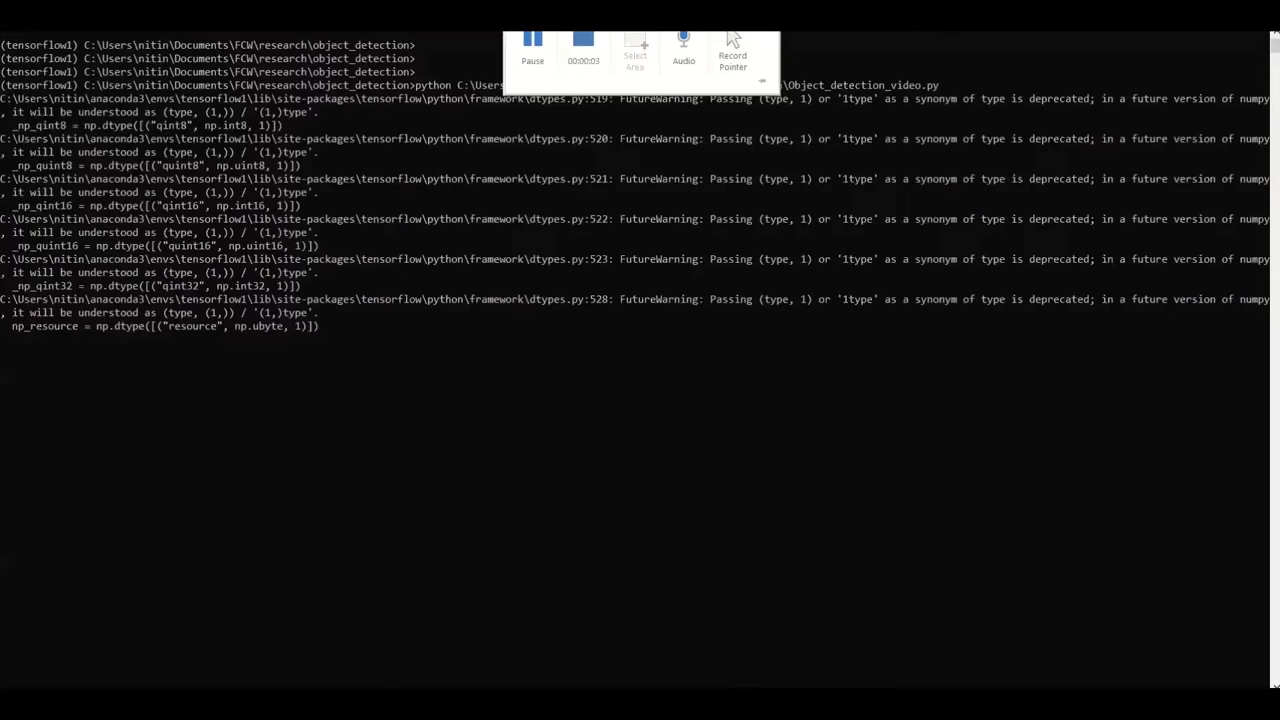 (tensorflow1) C:\Users\nitin\Documents\FCW\research\object_detection>
(tensorflow1) C:\Users\nitin\Documents\FCW\research\object_detection>
(tensorflow1) C:\Users\nitin\Documents\FCW\research\object_detection>
(tensorflow1) C:\Users\nitin\Documents\FCW\research\object_detection>python C:\Users \Object_detection_video.py
Pause
00:00:03
Select
Area
Audio
Record
Pointer
C:\Users\nitin\anaconda3\envs\tensorflow1\lib\site-packages\tensorflow\python\framework\dtypes.py:519: FutureWarning: Passing (type, 1) or '1type' as a synonym of type is deprecated; in a future version of numpy
, it will be understood as (type, (1,)) / '(1,)type'.
_np_qint8 = np.dtype([("qint8", np.int8, 1)])
C:\Users\nitin\anaconda3\envs\tensorflow1\lib\site-packages\tensorflow\python\framework\dtypes.py:520: FutureWarning: Passing (type, 1) or '1type' as a synonym of type is deprecated; in a future version of numpy
, it will be understood as (type, (1,)) / '(1,)type'.
_np_quint8 = np.dtype([("quint8", np.uint8, 1)])
C:\Users\nitin\anaconda3\envs\tensorflow1\lib\site-packages\tensorflow\python\framework\dtypes.py:521: FutureWarning: Passing (type, 1) or '1type' as a synonym of type is deprecated; in a future version of numpy
, it will be understood as (type, (1,)) / '(1,)type'.
_np_qint16 = np.dtype([("qint16", np.int16, 1)])
C:\Users\nitin\anaconda3\envs\tensorflow1\lib\site-packages\tensorflow\python\framework\dtypes.py:522: FutureWarning: Passing (type, 1) or '1type' as a synonym of type is deprecated; in a future version of numpy
, it will be understood as (type, (1,)) / '(1,)type'.
_np_quint16 = np.dtype([("quint16", np.uint16, 1)])
C:\Users\nitin\anaconda3\envs\tensorflow1\lib\site-packages\tensorflow\python\framework\dtypes.py:523: FutureWarning: Passing (type, 1) or '1type' as a synonym of type is deprecated; in a future version of numpy
, it will be understood as (type, (1,)) / '(1,)type'.
_np_qint32 = np.dtype([("qint32", np.int32, 1)])
C:\Users\nitin\anaconda3\envs\tensorflow1\lib\site-packages\tensorflow\python\framework\dtypes.py:528: FutureWarning: Passing (type, 1) or '1type' as a synonym of type is deprecated; in a future version of numpy
, it will be understood as (type, (1,)) / '(1,)type'.
np_resource = np.dtype([("resource", np.ubyte, 1)])